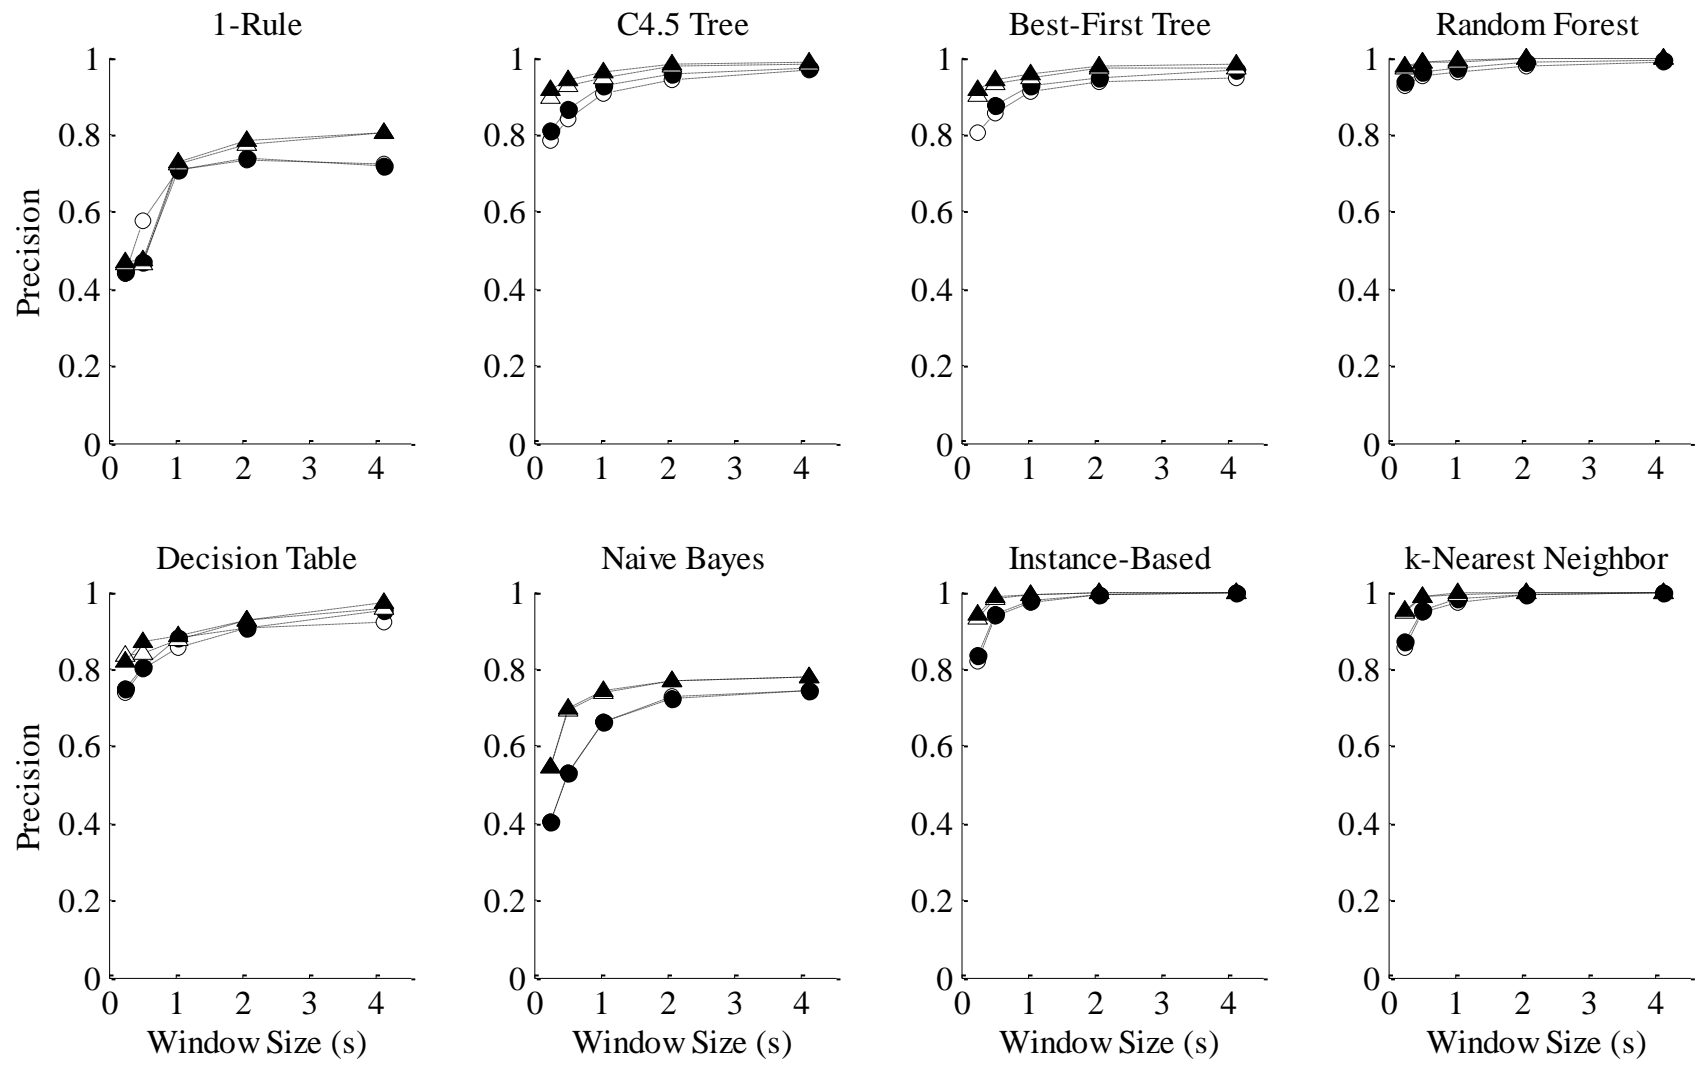 1-Rule
C4.5 Tree
Best-First Tree
Random Forest
Precision
1
0.8
0.6
0.4
0.2
0
0 1 2 3 4
1
0.8
0.6
0.4
0.2
0
0 1 2 3 4
1
0.8
0.6
0.4
0.2
0
0 1 2 3 4
1
0.8
0.6
0.4
0.2
0
0 1 2 3 4
Decision Table
Naive Bayes
Instance-Based
k-Nearest Neighbor
Precision
1
0.8
0.6
0.4
0.2
0
0 1 2 3 4
Window Size (s)
1
0.8
0.6
0.4
0.2
0
0 1 2 3 4
Window Size (s)
1
0.8
0.6
0.4
0.2
0
0 1 2 3 4
Window Size (s)
1
0.8
0.6
0.4
0.2
0
0 1 2 3 4
Window Size (s)